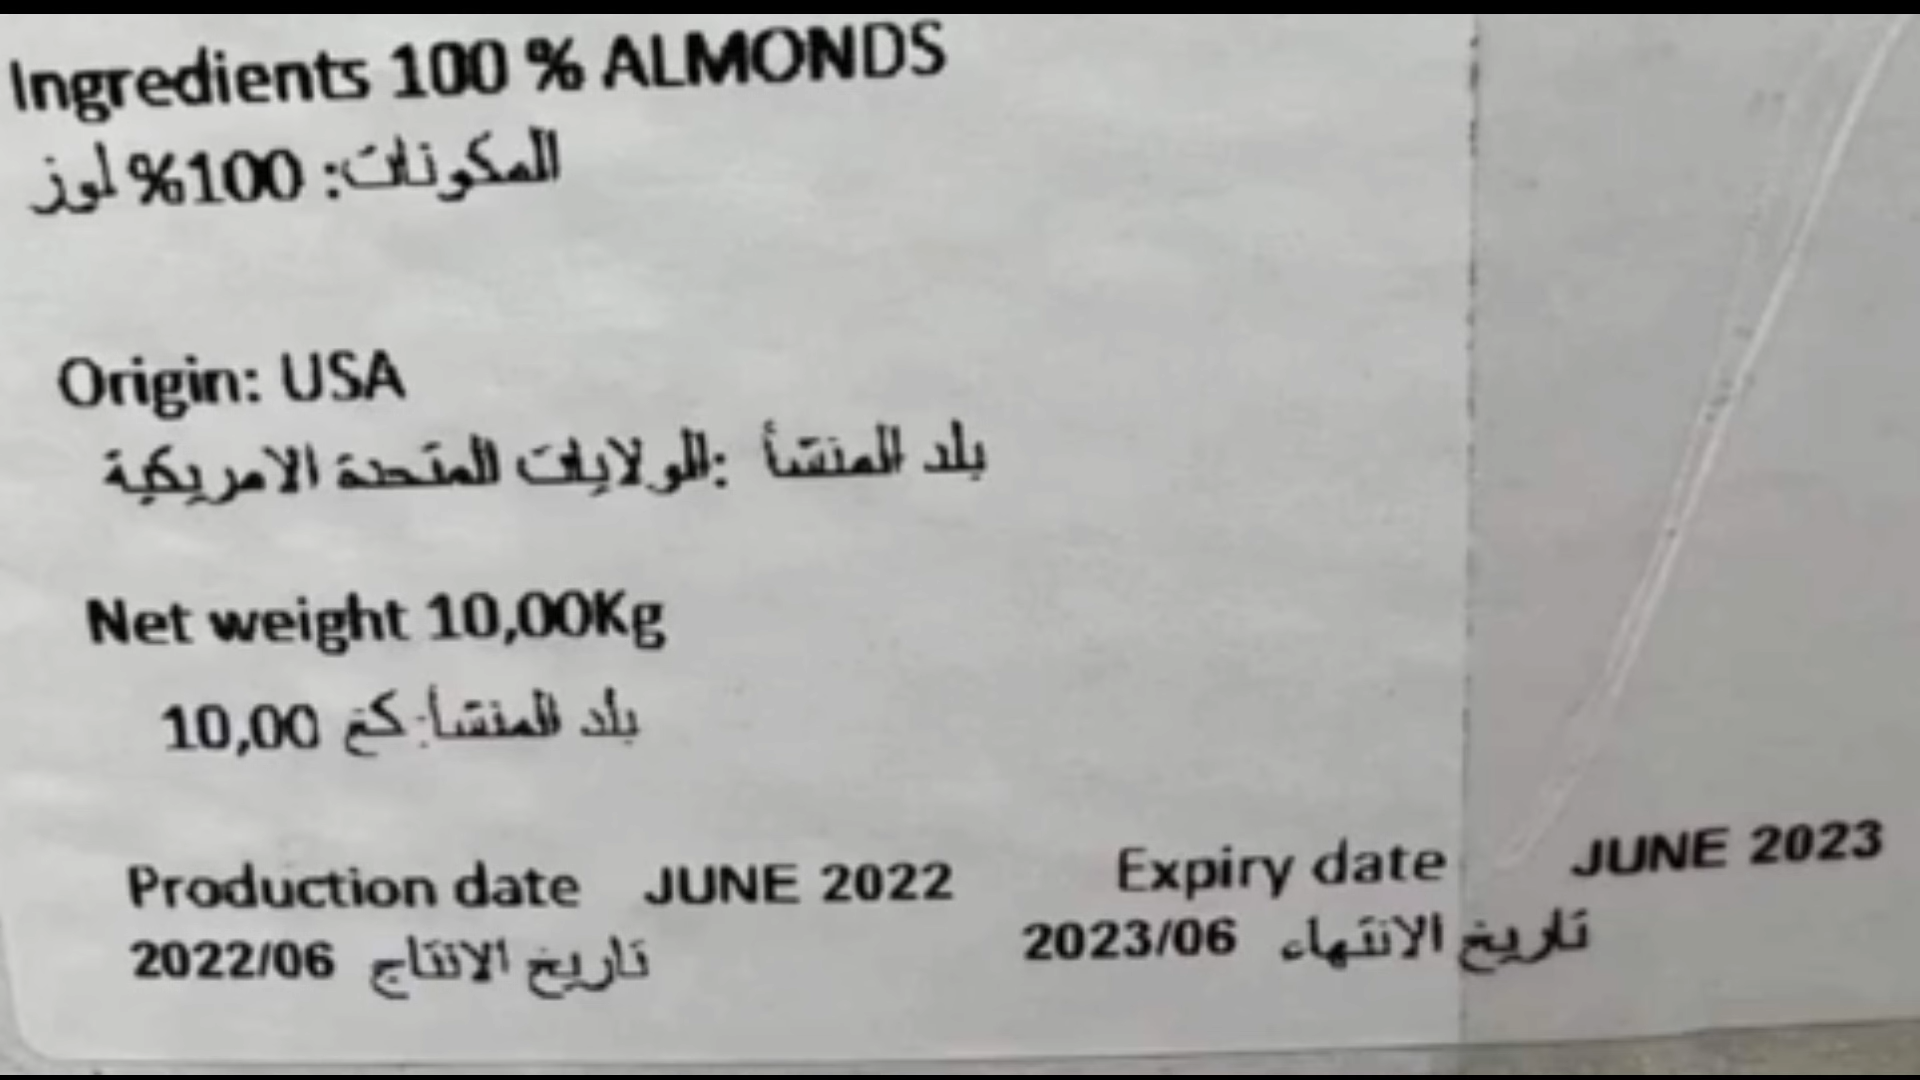 Ingredients 100 % ALMONDS
المكونات: 100% لوز
Origin: USA
بلد المنشأ :الولايات المتحدة الامريكية
Net weight 10,00Kg
بلد المنشأ: كغ 10,00
Production date JUNE 2022
تاريخ الانتاج 2022/06
Expiry date JUNE 2023
تاريخ الانتهاء 2023/06